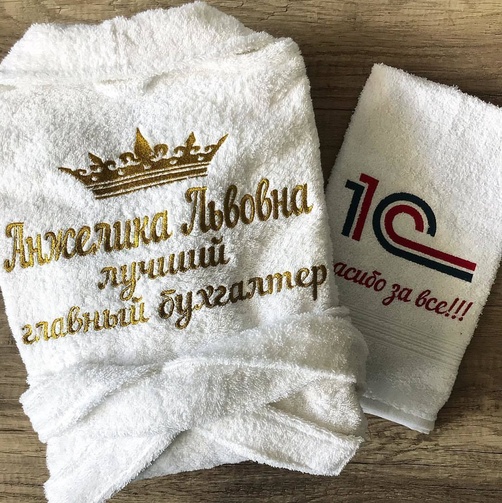 Анжелика Львовна
лучший
главный бухгалтер
1С
асибо за все!!!